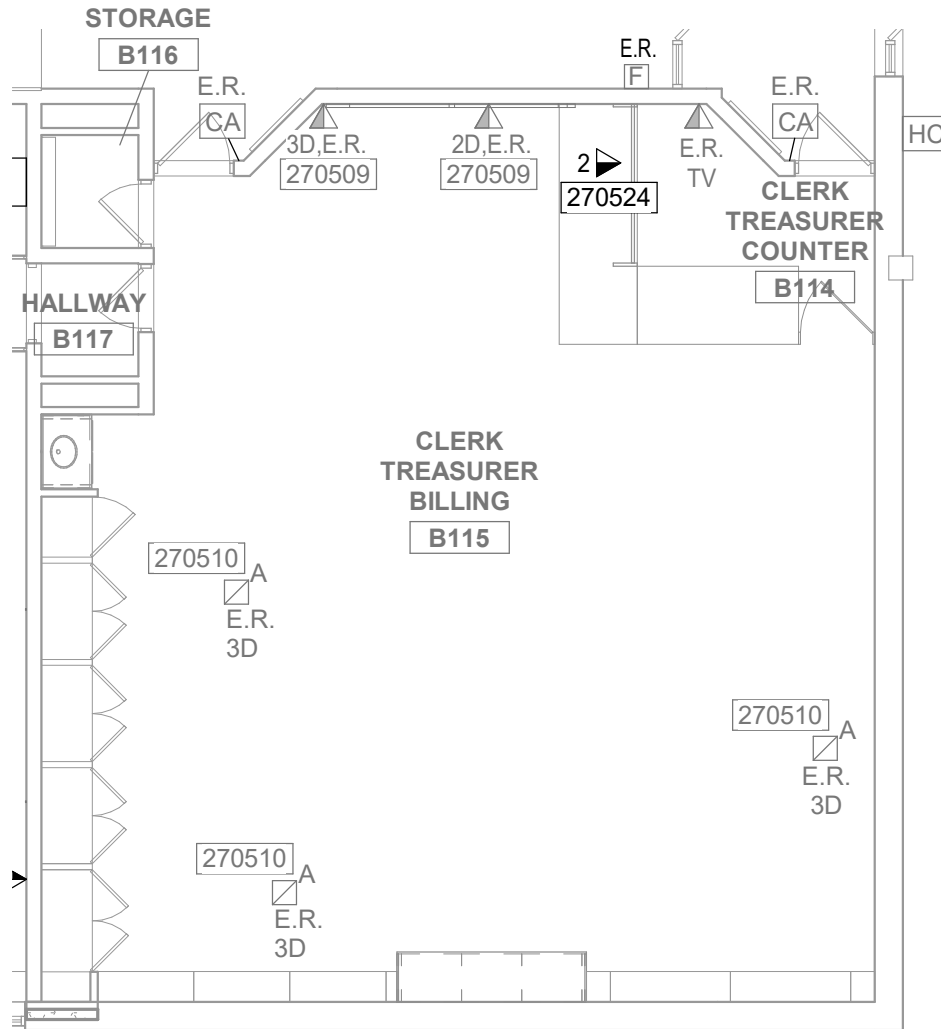 STORAGE
B116
E.R.
CA
E.R.
F
E.R.
CA
3D,E.R.
270509
2D,E.R.
270509
2
270524
E.R.
TV
CLERK
TREASURER
COUNTER
B114
HALLWAY
B117
CLERK
TREASURER
BILLING
B115
270510
A
E.R.
3D
270510
A
E.R.
3D
270510
A
E.R.
3D